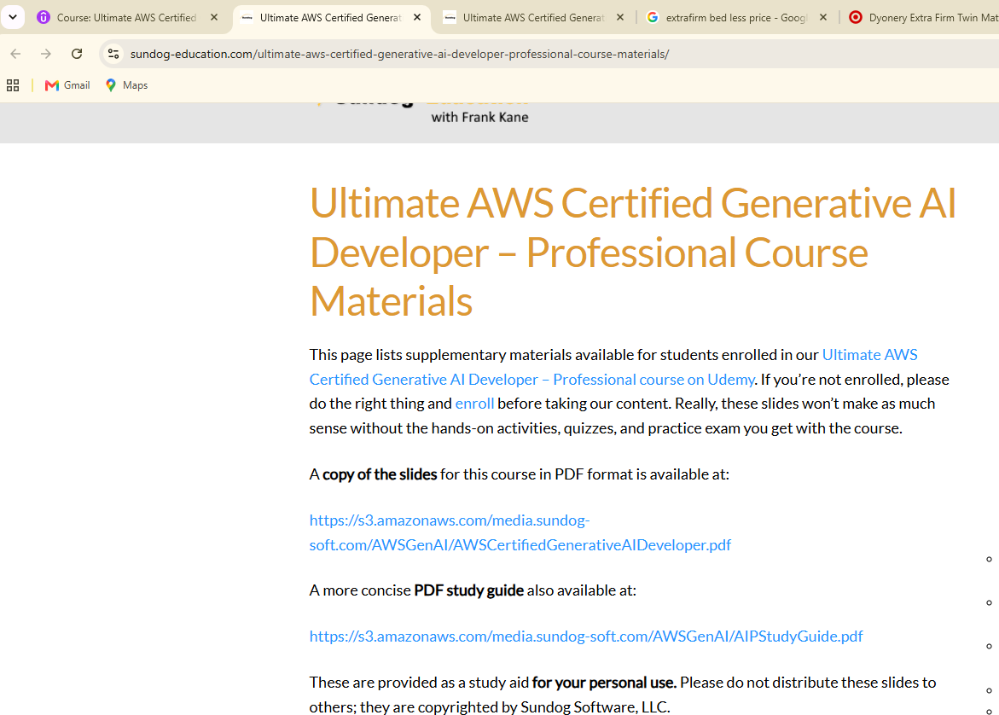 Course: Ultimate AWS Certified
Ultimate AWS Certified Generat
Ultimate AWS Certified Generat
extrafirm bed less price - Goog
Dyonery Extra Firm Twin Mat
sundog-education.com/ultimate-aws-certified-generative-ai-developer-professional-course-materials/
Gmail
Maps
with Frank Kane
Ultimate AWS Certified Generative AI
Developer – Professional Course
Materials
This page lists supplementary materials available for students enrolled in our Ultimate AWS
Certified Generative AI Developer – Professional course on Udemy. If you’re not enrolled, please
do the right thing and enroll before taking our content. Really, these slides won’t make as much
sense without the hands-on activities, quizzes, and practice exam you get with the course.
A copy of the slides for this course in PDF format is available at:
https://s3.amazonaws.com/media.sundog-
soft.com/AWSGenAI/AWSCertifiedGenerativeAIDeveloper.pdf
A more concise PDF study guide also available at:
https://s3.amazonaws.com/media.sundog-soft.com/AWSGenAI/AIPStudyGuide.pdf
These are provided as a study aid for your personal use. Please do not distribute these slides to
others; they are copyrighted by Sundog Software, LLC.